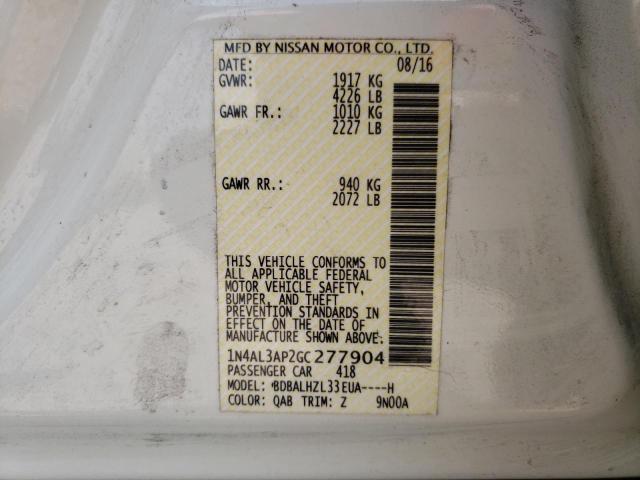 MFD BY NISSAN MOTOR CO., LTD.
DATE: 08/16
GVWR: 1917 KG
4226 LB
GAWR FR.: 1010 KG
2227 LB
GAWR RR.: 940 KG
2072 LB
THIS VEHICLE CONFORMS TO
ALL APPLICABLE FEDERAL
MOTOR VEHICLE SAFETY,
BUMPER, AND THEFT
PREVENTION STANDARDS IN
EFFECT ON THE DATE OF
MANUFACTURE SHOWN ABOVE.
1N4AL3AP2GC277904
PASSENGER CAR 418
MODEL: BDBALHZL33EUA----H
COLOR: QAB TRIM: Z 9N00A